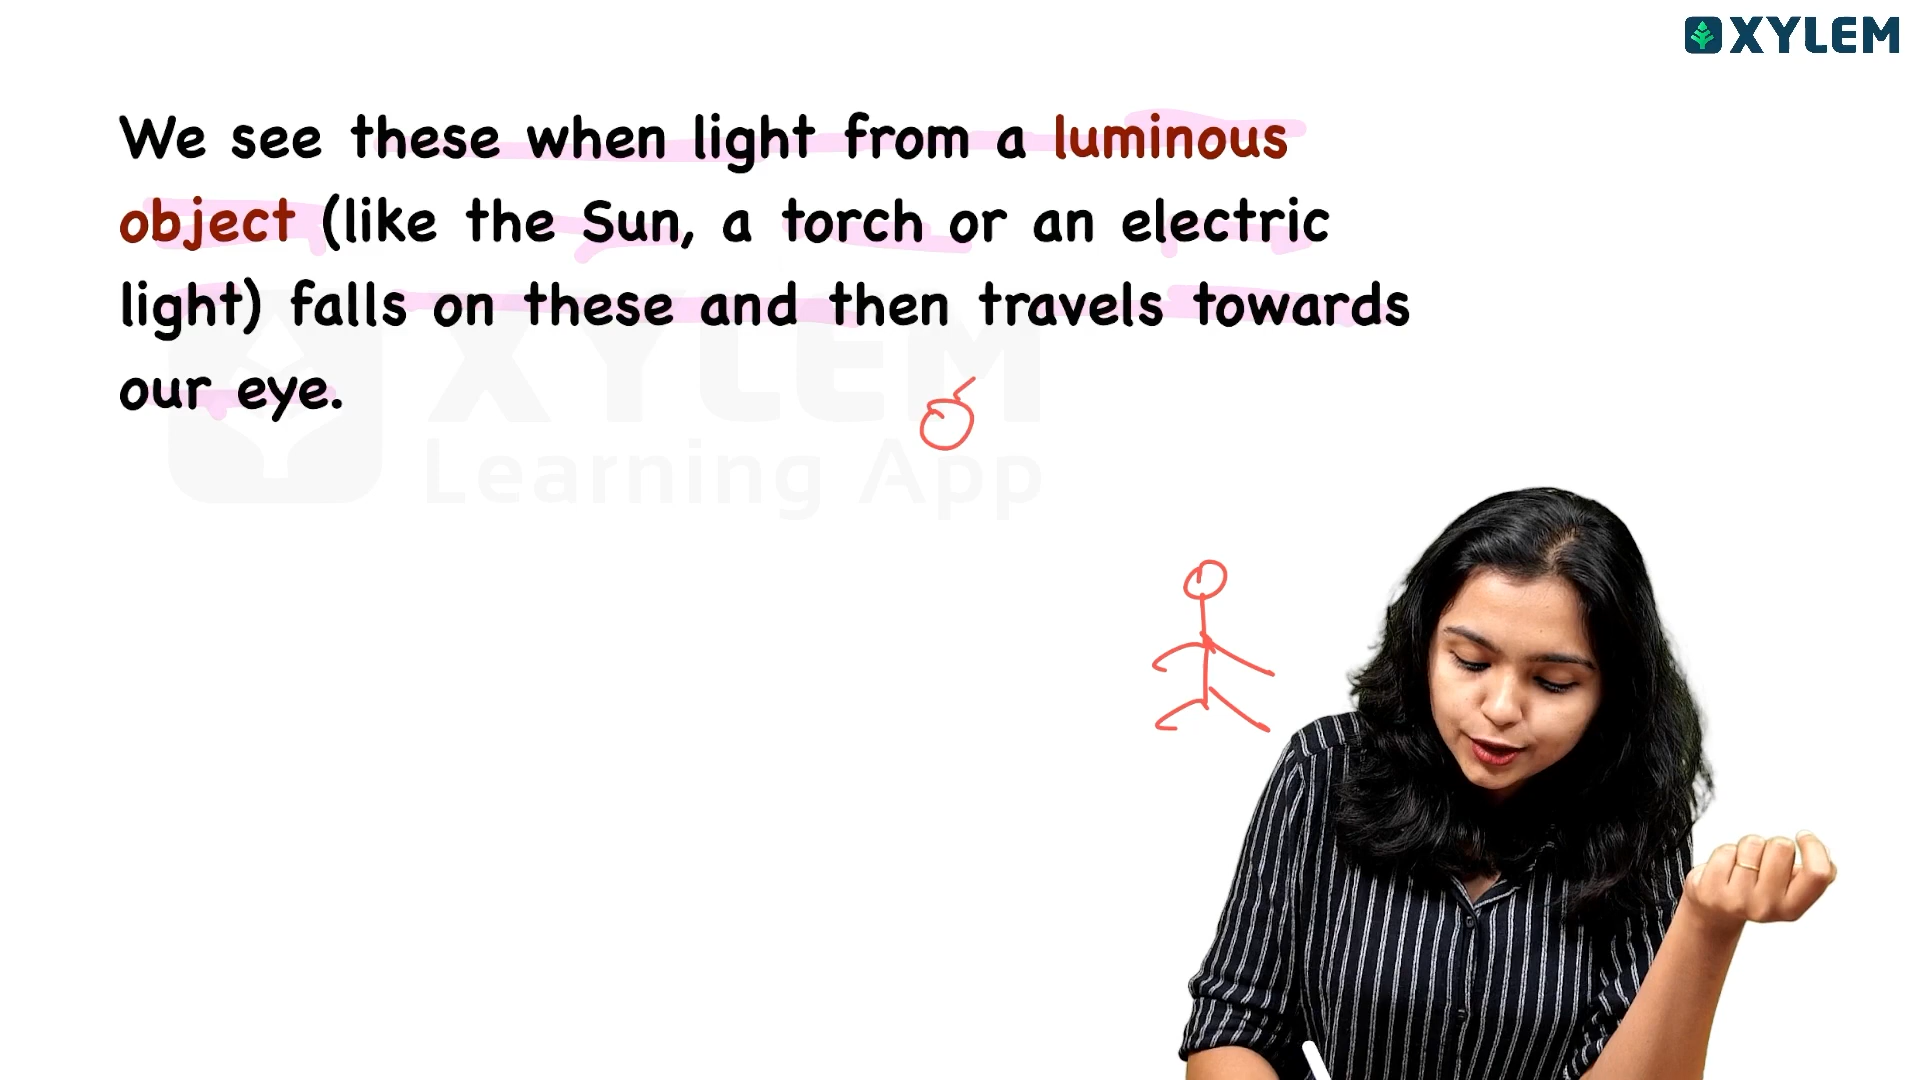 XYLEM
We see these when light from a luminous
object (like the Sun, a torch or an electric
light) falls on these and then travels towards
our eye.
XYLEM
Learning App